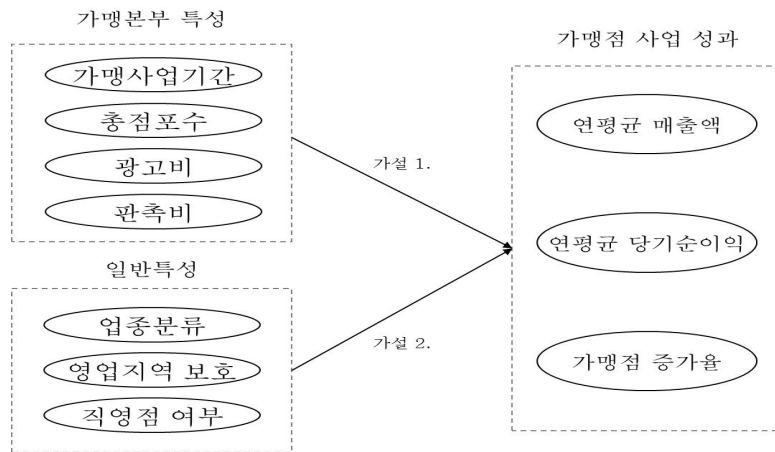 가맹본부 특성
가맹사업기간
총점포수
광고비
판촉비
일반특성
업종분류
영업지역 보호
직영점 여부
가설 1.
가설 2.
가맹점 사업 성과
연평균 매출액
연평균 당기순이익
가맹점 증가율